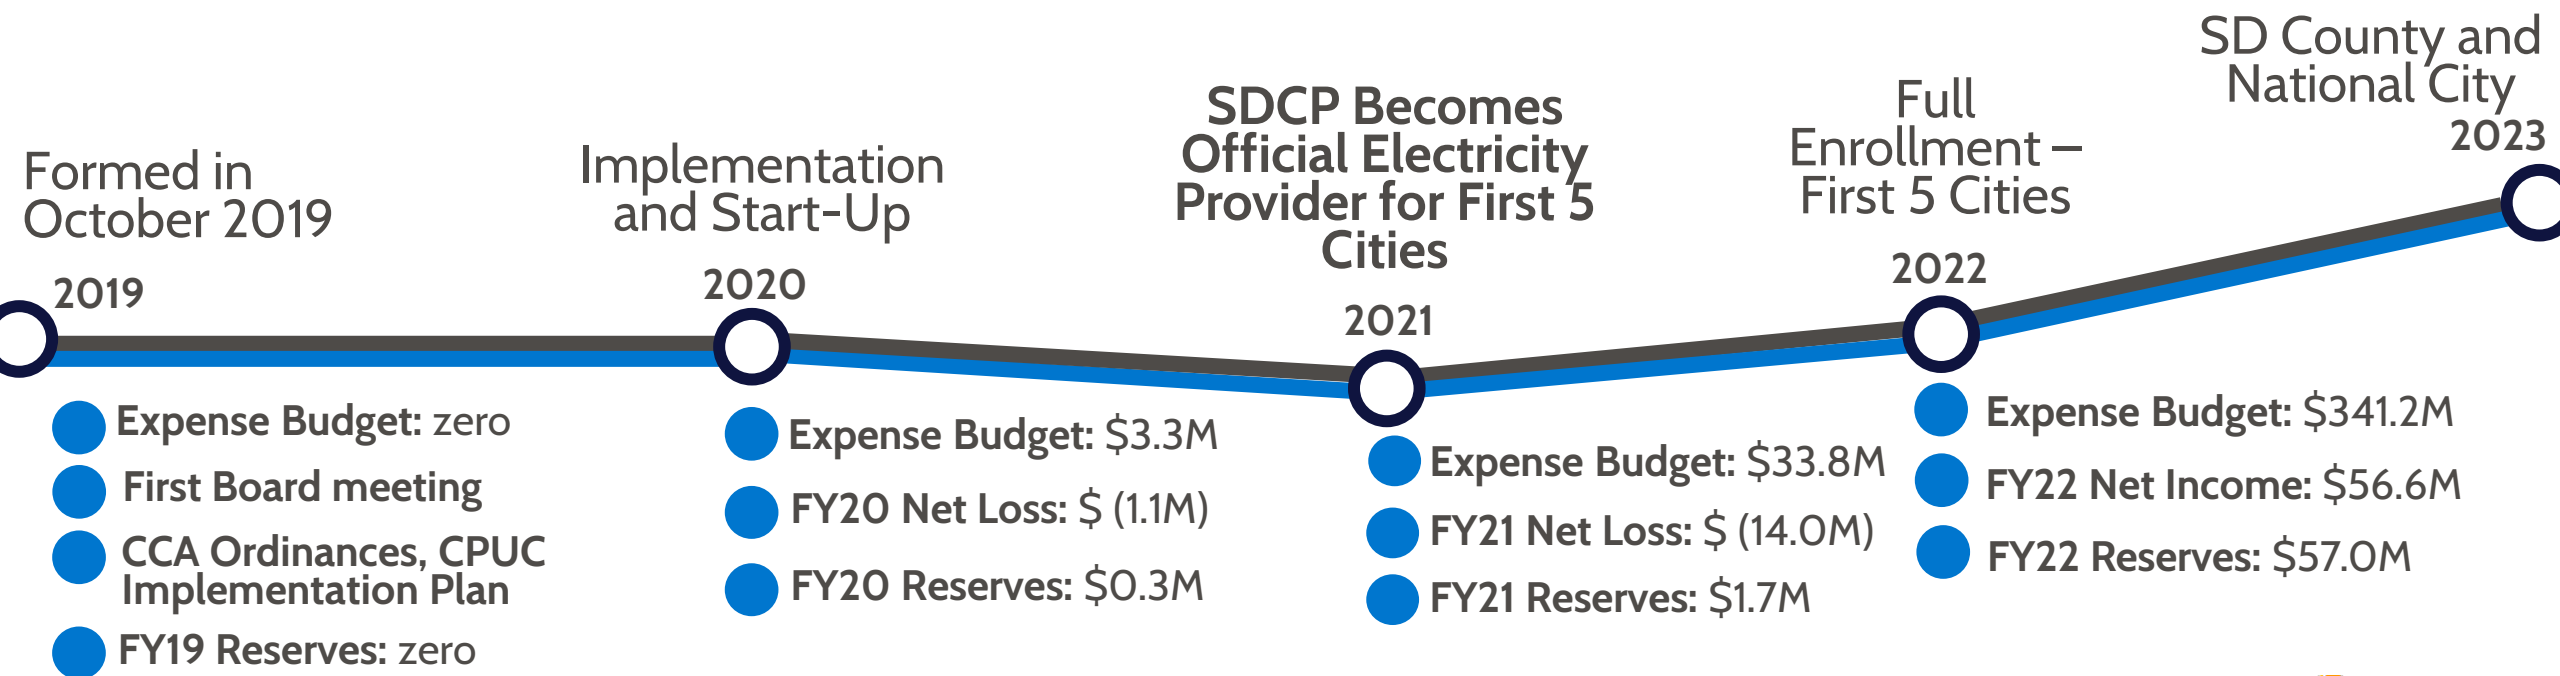 Formed in
October 2019
2019
Expense Budget: zero
First Board meeting
CCA Ordinances, CPUC
Implementation Plan
FY19 Reserves: zero
Implementation
and Start-Up
2020
Expense Budget: $3.3M
FY20 Net Loss: $ (1.1M)
FY20 Reserves: $0.3M
SDCP Becomes
Official Electricity
Provider for First 5
Cities
2021
Expense Budget: $33.8M
FY21 Net Loss: $ (14.0M)
FY21 Reserves: $1.7M
Full
Enrollment –
First 5 Cities
2022
Expense Budget: $341.2M
FY22 Net Income: $56.6M
FY22 Reserves: $57.0M
SD County and
National City
2023